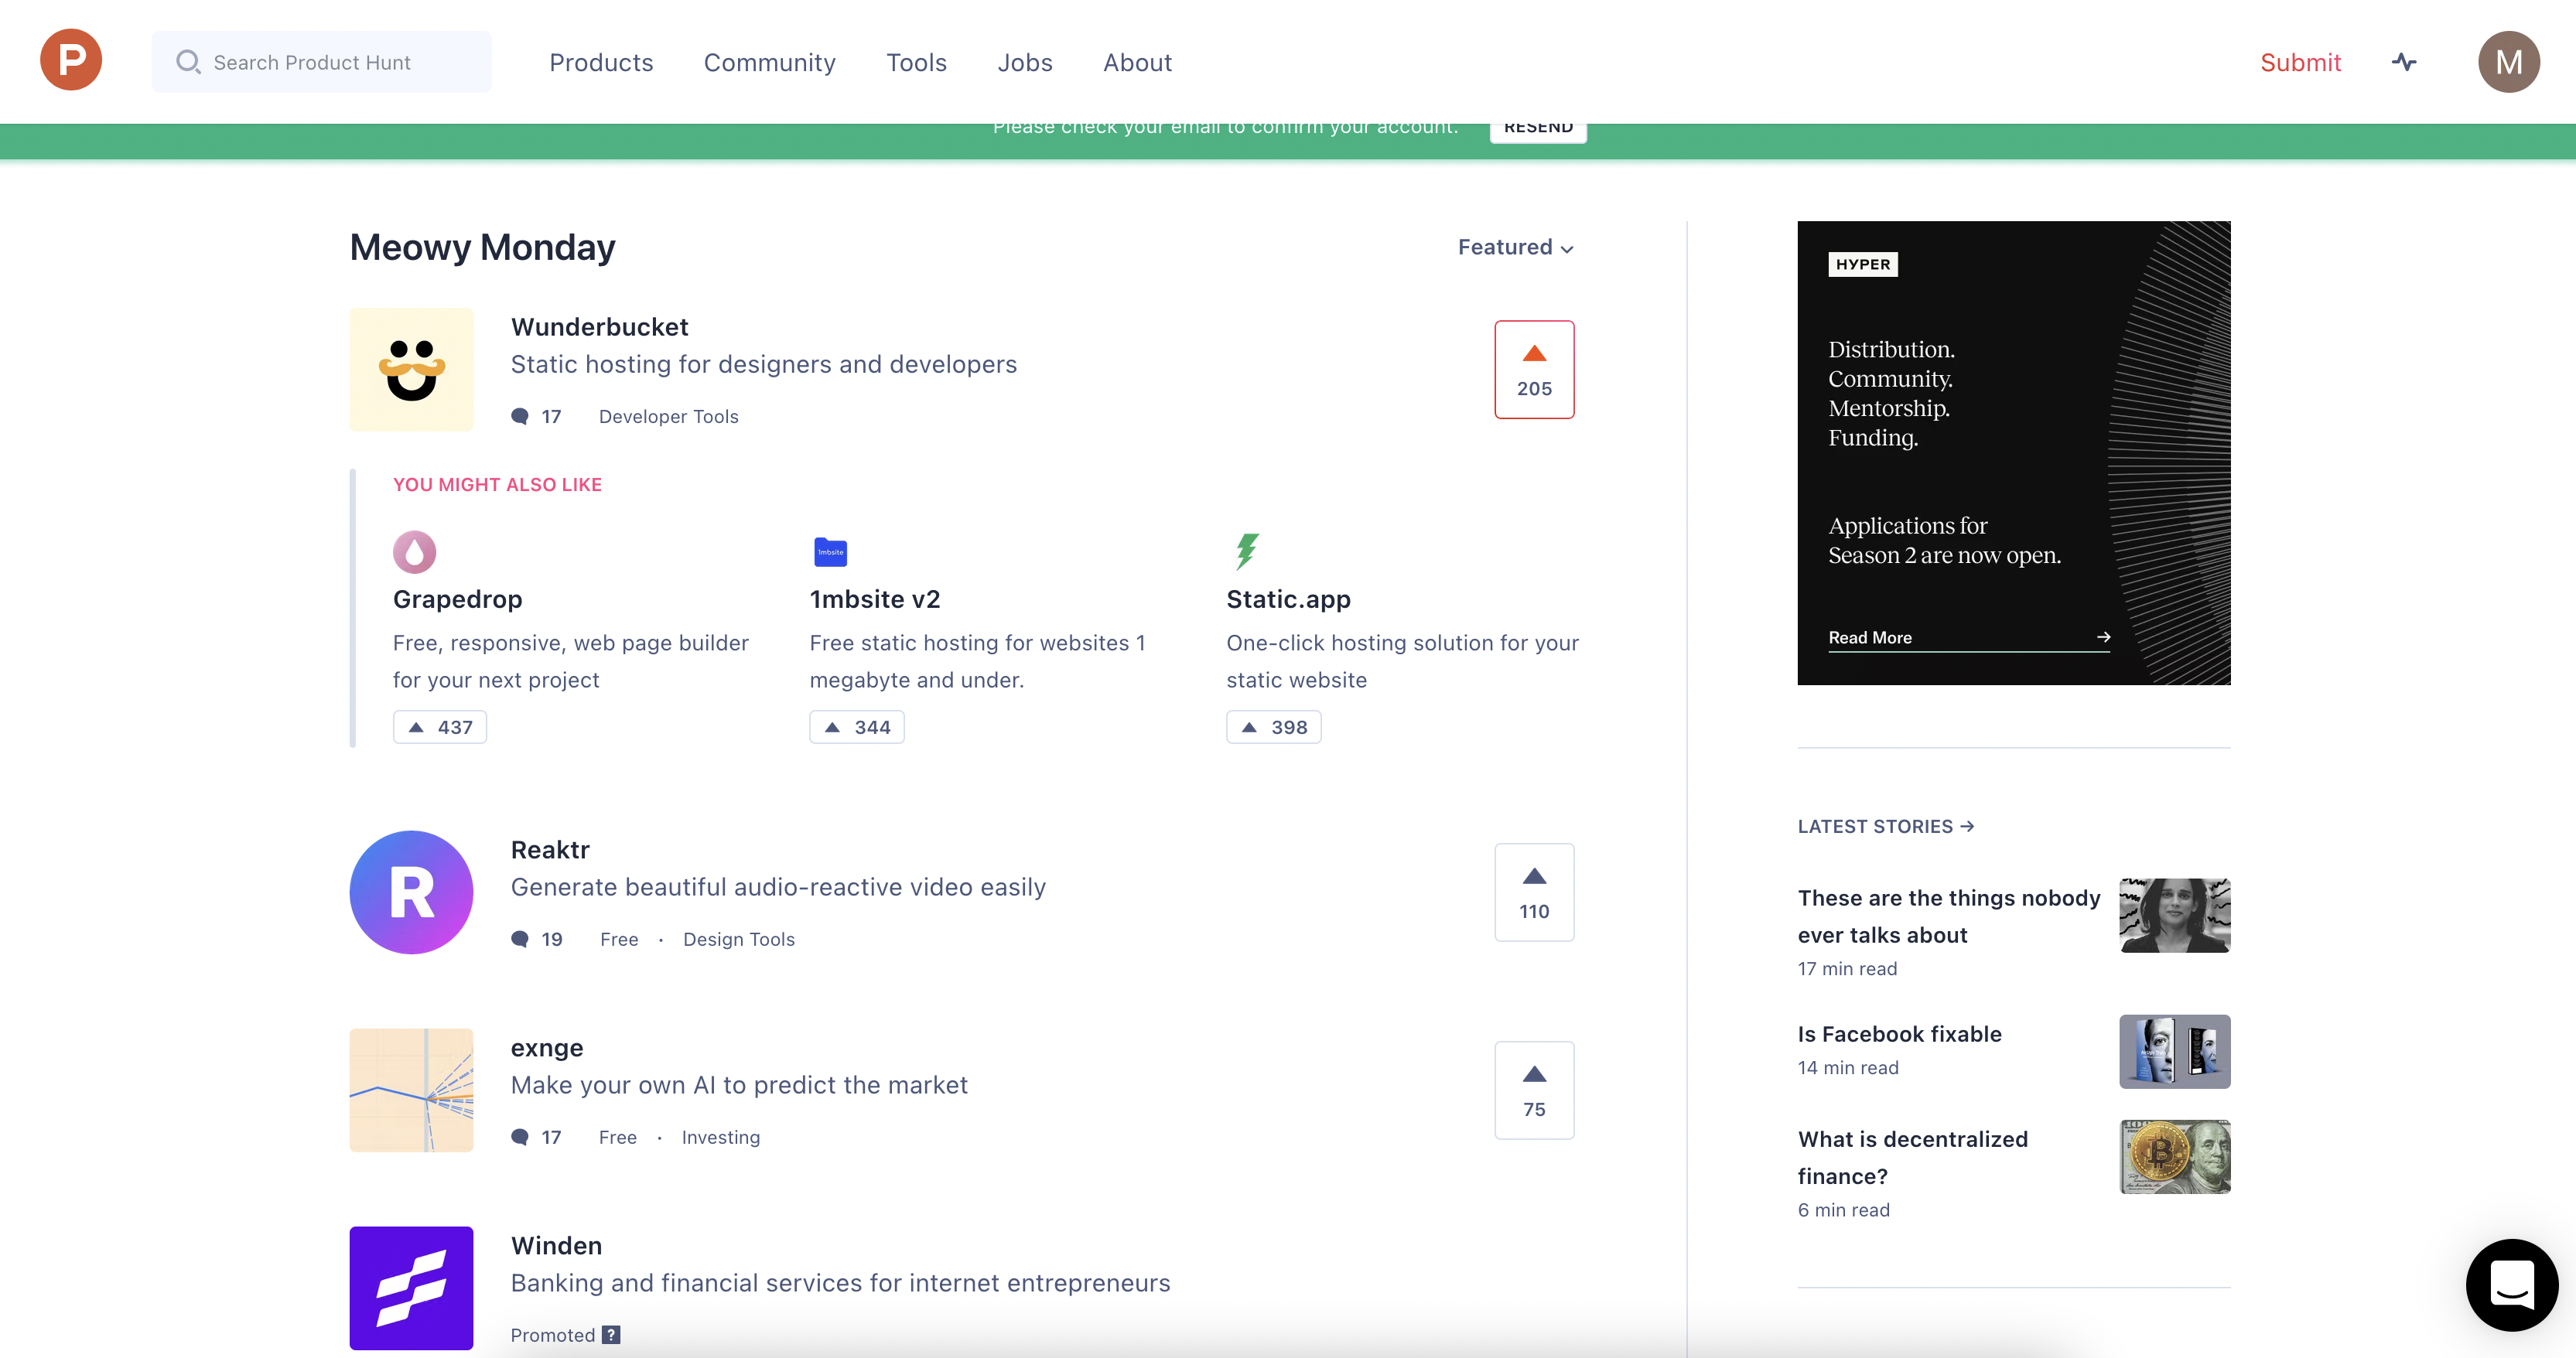 P
Search Product Hunt
Products
Community
Tools
Jobs
About
Submit
M
Please check your email to confirm your account.
RESEND
Meowy Monday
Featured
Wunderbucket
Static hosting for designers and developers
17
Developer Tools
205
YOU MIGHT ALSO LIKE
Grapedrop
Free, responsive, web page builder
for your next project
437
1mbsite
1mbsite v2
Free static hosting for websites 1
megabyte and under.
344
Static.app
One-click hosting solution for your
static website
398
R
Reaktr
Generate beautiful audio-reactive video easily
19
Free · Design Tools
110
exnge
Make your own AI to predict the market
17
Free · Investing
75
Winden
Banking and financial services for internet entrepreneurs
Promoted ?
HYPER
Distribution.
Community.
Mentorship.
Funding.
Applications for
Season 2 are now open.
Read More →
LATEST STORIES →
These are the things nobody
ever talks about
17 min read
Is Facebook fixable
14 min read
What is decentralized
finance?
6 min read